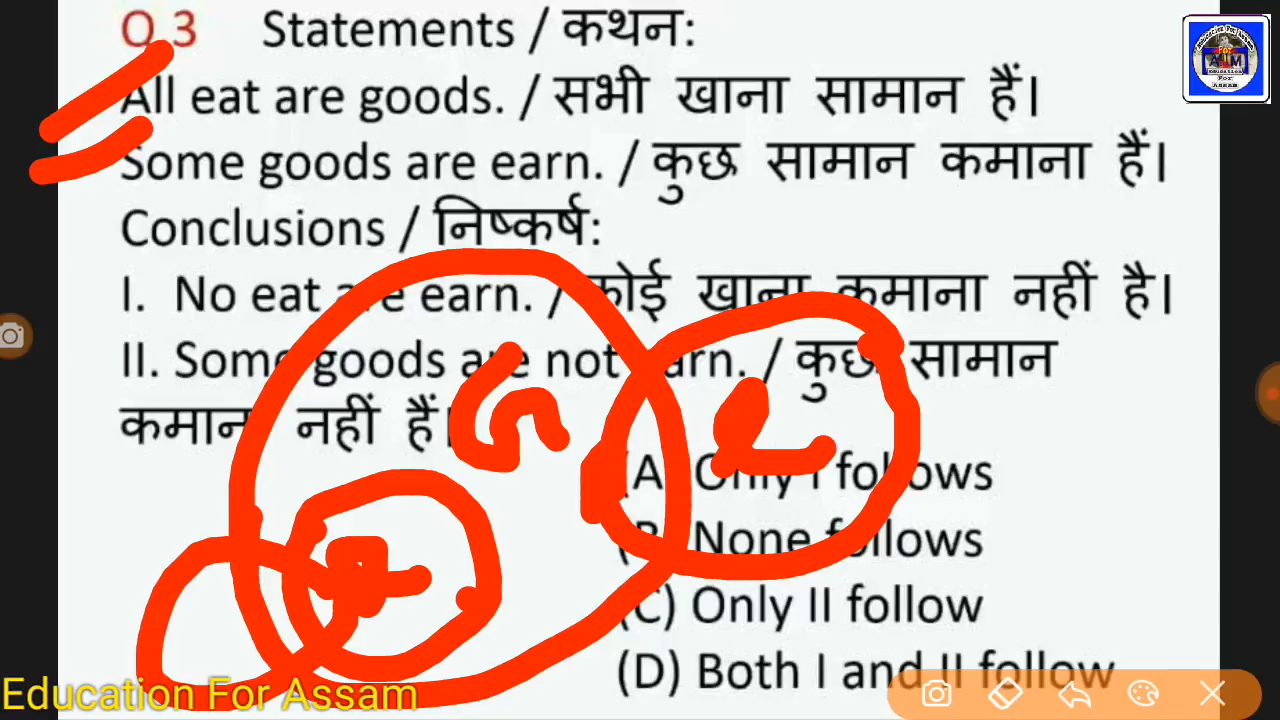 Q.3 Statements / कथन:
All eat are goods. / सभी खाना सामान हैं।
Some goods are earn. / कुछ सामान कमाना हैं।
Conclusions / निष्कर्ष:
I. No eat are earn. / कोई खाना कमाना नहीं है।
II. Some goods are not earn. / कुछ सामान
कमाना नहीं हैं।
(A) Only I follows
(B) None follows
(C) Only II follow
(D) Both I and II follow
Education For Assam